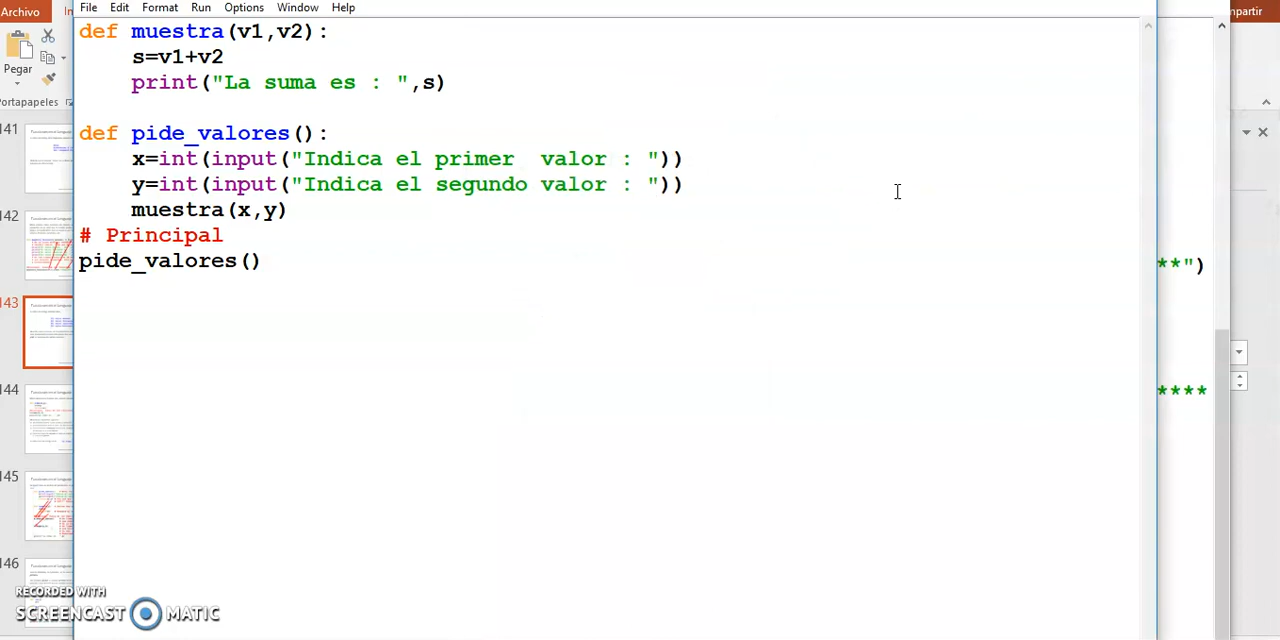 Archivo
File Edit Format Run Options Window Help
mpartir
Pegar
Portapapeles
def muestra(v1,v2):
s=v1+v2
print("La suma es : ",s)
def pide_valores():
x=int(input("Indica el primer  valor : "))
y=int(input("Indica el segundo valor : "))
muestra(x,y)
# Principal
pide_valores()
**")
****
141
142
143
144
145
146
RECORDED WITH
SCREENCAST MATIC